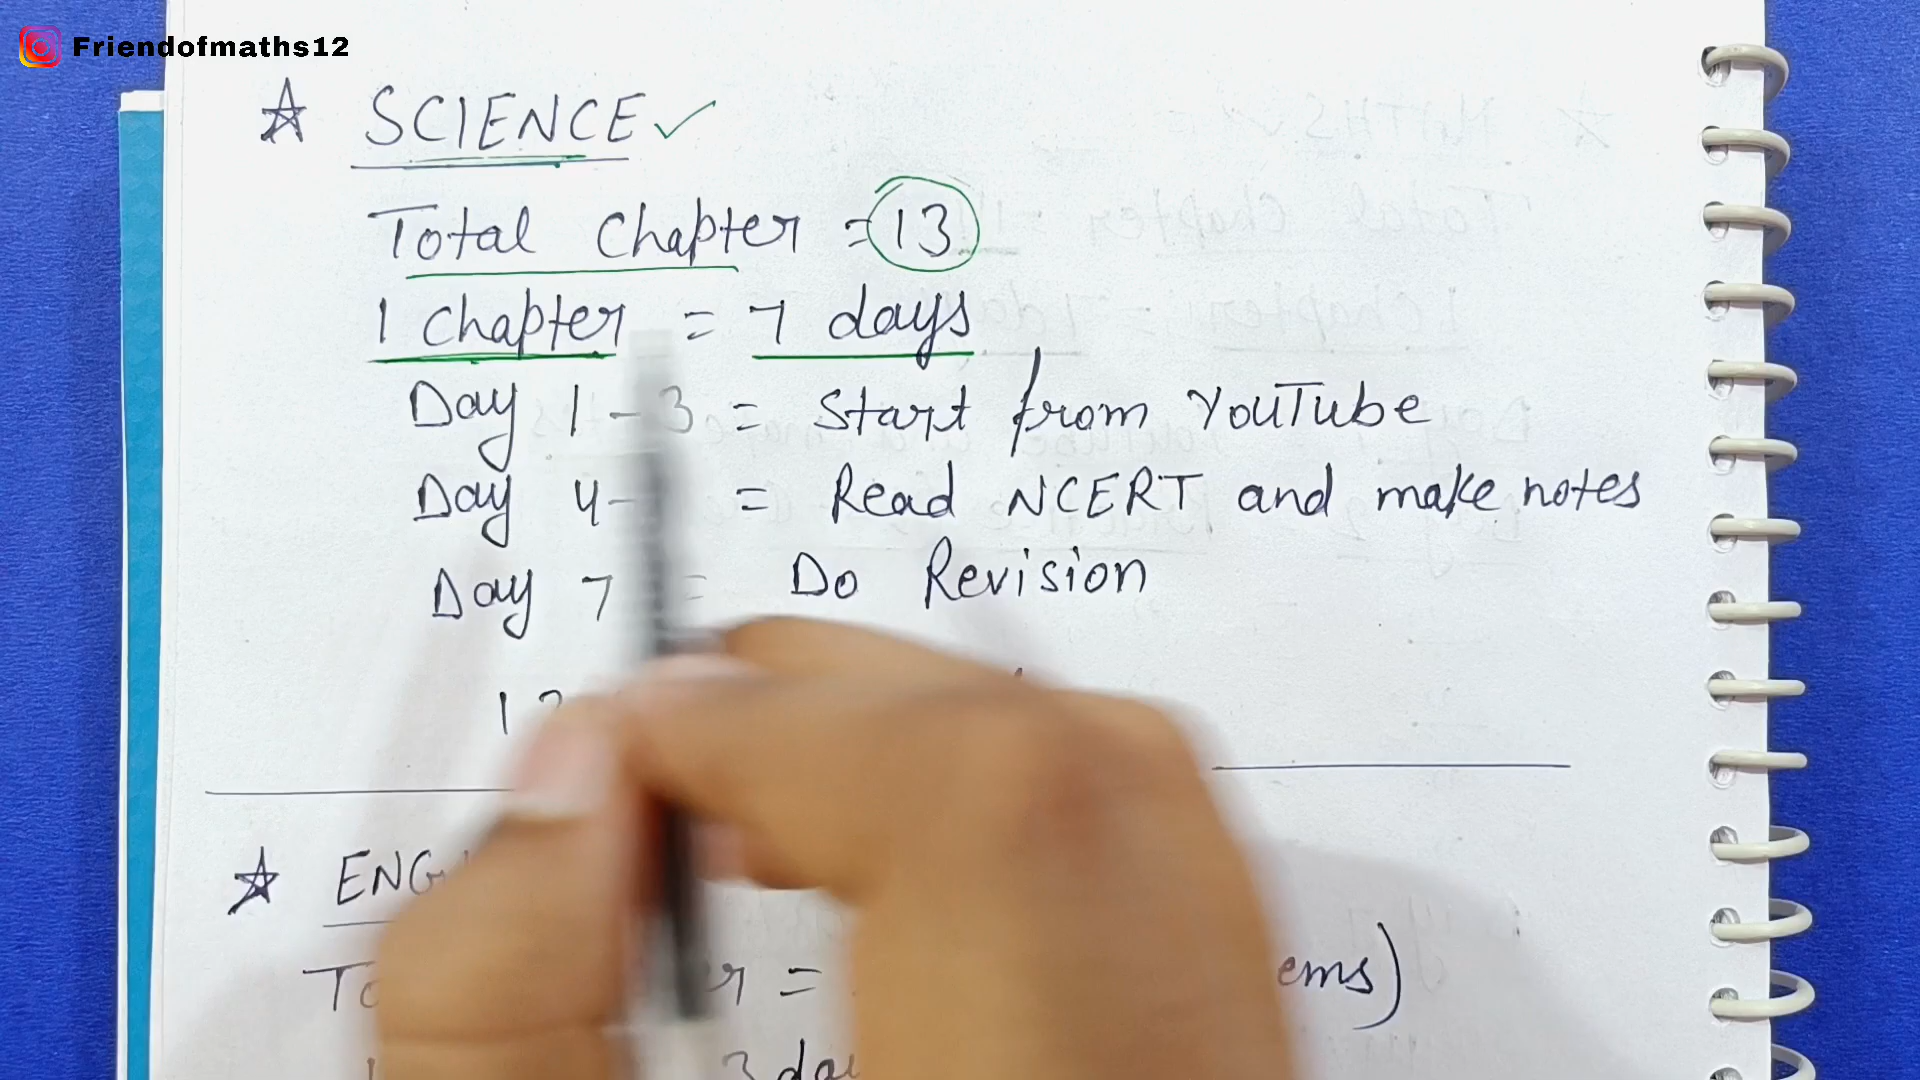 Friendofmaths12
SCIENCE
Total Chapter = 13
1 Chapter = 7 days
Day 1 - 3 = Start from YouTube
Day 4 - = Read NCERT and make notes
Day 7 = Do Revision
= ems)